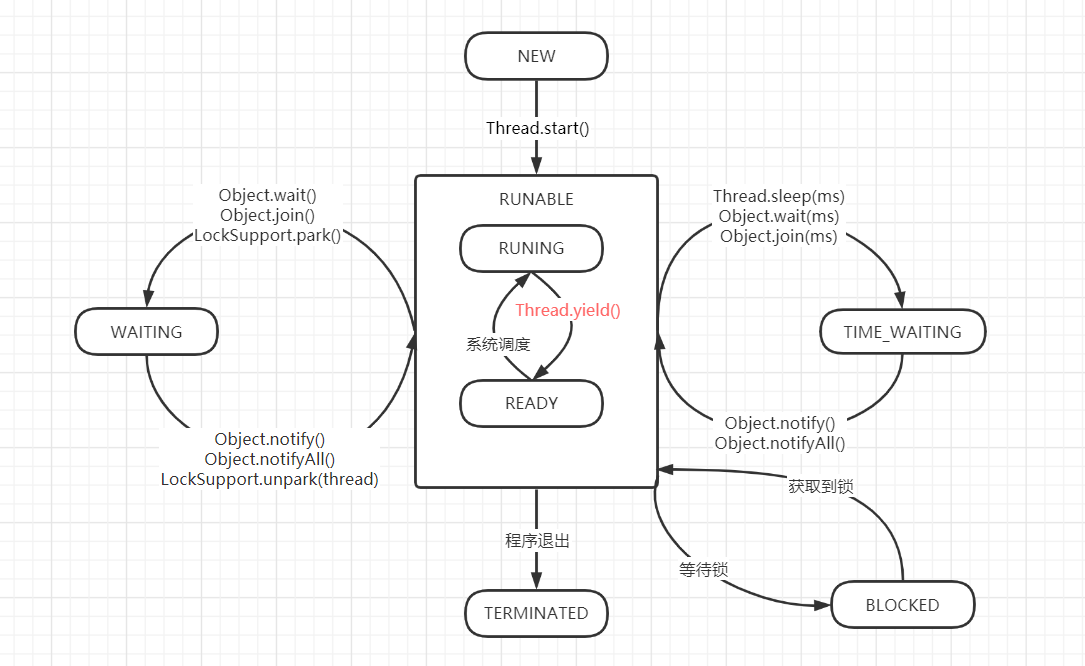 NEW
Thread.start()
Object.wait()
Object.join()
LockSupport.park()
RUNABLE
RUNING
Thread.yield()
系统调度
READY
Thread.sleep(ms)
Object.wait(ms)
Object.join(ms)
WAITING
TIME_WAITING
Object.notify()
Object.notifyAll()
LockSupport.unpark(thread)
Object.notify()
Object.notifyAll()
获取到锁
程序退出
等待锁
TERMINATED
BLOCKED